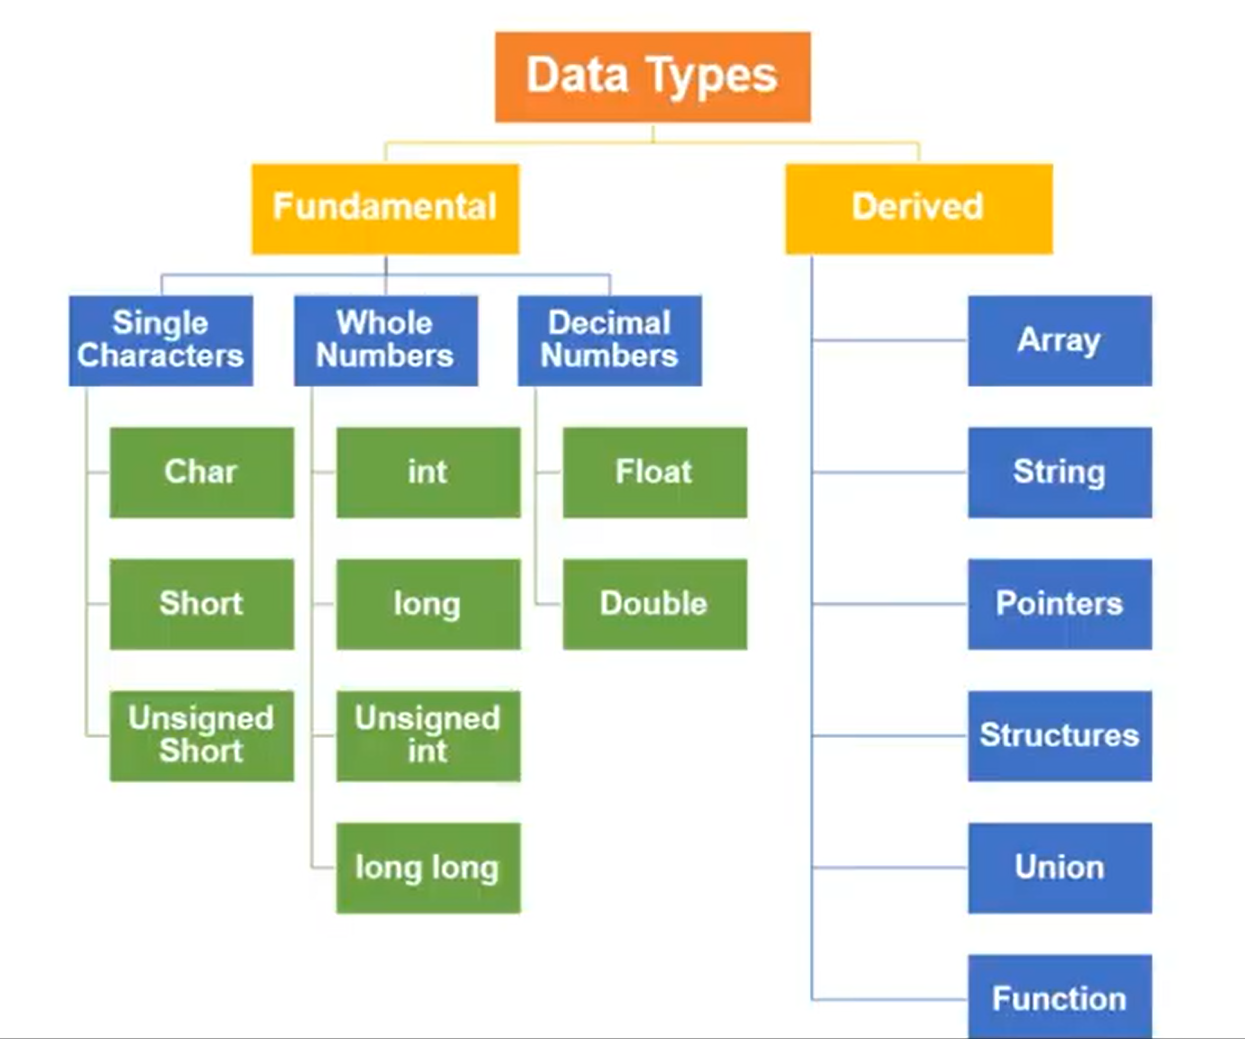 Data Types
Fundamental
Derived
Single
Characters
Whole
Numbers
Decimal
Numbers
Array
Char
int
Float
String
Short
long
Double
Pointers
Unsigned
Short
Unsigned
int
Structures
long long
Union
Function